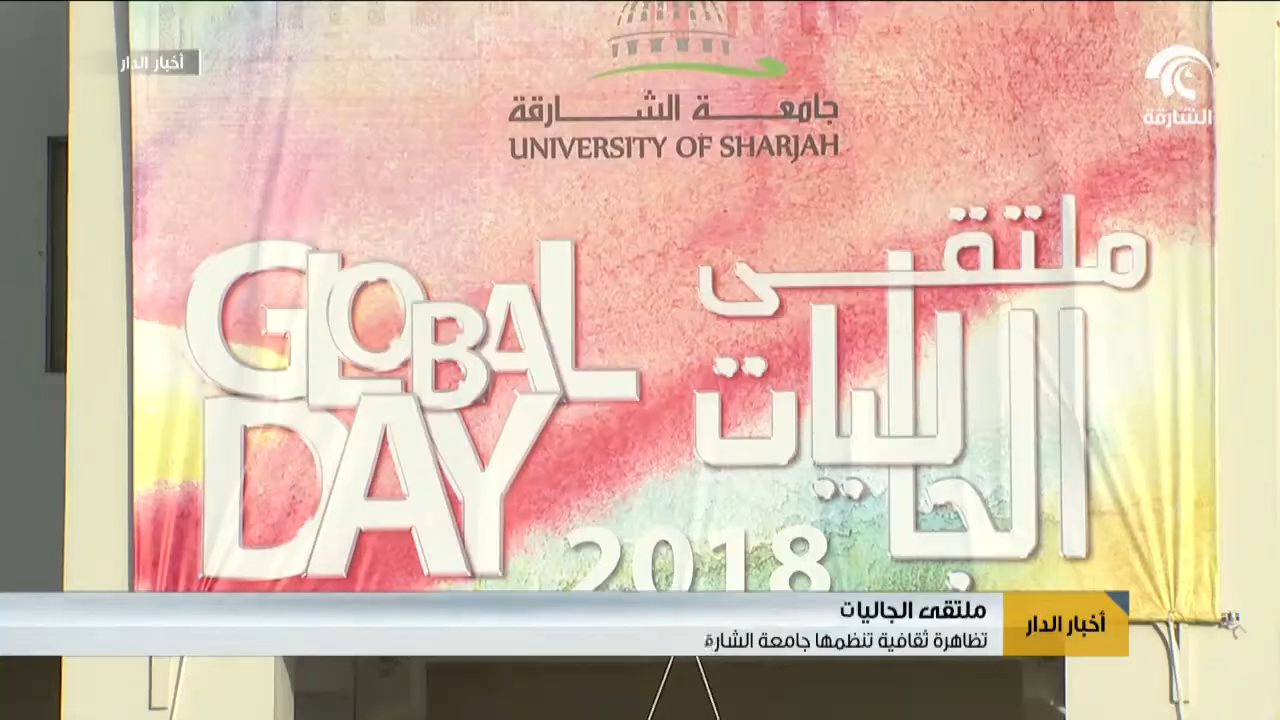 أخبار الدار
الشارقة
جامعة الشارقة
UNIVERSITY OF SHARJAH
GLOBAL
DAY
ملتقى
الجاليات
2018
ملتقى الجاليات
أخبار الدار
تظاهرة ثقافية تنظمها جامعة الشارة